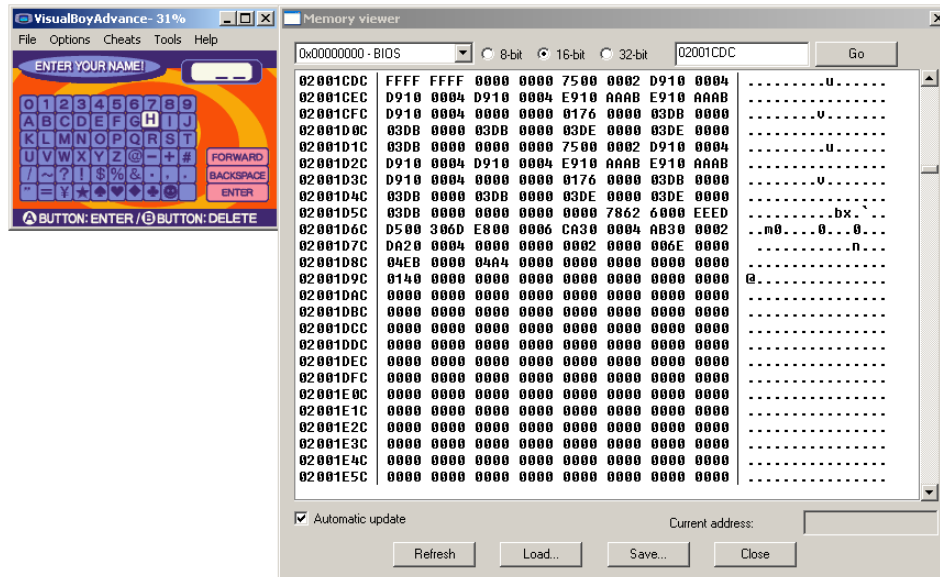 VisualBoyAdvance- 31%
File Options Cheats Tools Help
ENTER YOUR NAME!
0 1 2 3 4 5 6 7 8 9
A B C D E F G H I J
K L M N O P Q R S T
U V W X Y Z @ - + #
/ ~ ? ! $ % & · , .
" = ¥ ★ ♠ ♥ ♦ ♣ ☻
FORWARD
BACKSPACE
ENTER
A BUTTON: ENTER / B BUTTON: DELETE
Memory viewer
0x00000000 - BIOS 8-bit 16-bit 32-bit 02001CDC Go
02001CDC FFFF FFFF 0000 0000 7500 0002 D910 0004 .........u......
02001CEC D910 0004 D910 0004 E910 AAAB E910 AAAB ................
02001CFC D910 0004 0000 0000 0176 0000 03DB 0000 ........v.......
02001D0C 03DB 0000 03DB 0000 03DE 0000 03DE 0000 ................
02001D1C 03DB 0000 0000 0000 7500 0002 D910 0004 .........u......
02001D2C D910 0004 D910 0004 E910 AAAB E910 AAAB ................
02001D3C D910 0004 0000 0000 0176 0000 03DB 0000 ........v.......
02001D4C 03DB 0000 03DB 0000 03DE 0000 03DE 0000 ................
02001D5C 03DB 0000 0000 0000 0000 7862 6000 EEED ..........bx.`..
02001D6C D500 306D E800 0006 CA30 0004 AB30 0002 ..m0....0...0...
02001D7C DA20 0004 0000 0000 0002 0000 006E 0000 ............n...
02001D8C 04EB 0000 04A4 0000 0000 0000 0000 0000 ................
02001D9C 0140 0000 0000 0000 0000 0000 0000 0000 @...............
02001DAC 0000 0000 0000 0000 0000 0000 0000 0000 ................
02001DBC 0000 0000 0000 0000 0000 0000 0000 0000 ................
02001DCC 0000 0000 0000 0000 0000 0000 0000 0000 ................
02001DDC 0000 0000 0000 0000 0000 0000 0000 0000 ................
02001DEC 0000 0000 0000 0000 0000 0000 0000 0000 ................
02001DFC 0000 0000 0000 0000 0000 0000 0000 0000 ................
02001E0C 0000 0000 0000 0000 0000 0000 0000 0000 ................
02001E1C 0000 0000 0000 0000 0000 0000 0000 0000 ................
02001E2C 0000 0000 0000 0000 0000 0000 0000 0000 ................
02001E3C 0000 0000 0000 0000 0000 0000 0000 0000 ................
02001E4C 0000 0000 0000 0000 0000 0000 0000 0000 ................
02001E5C 0000 0000 0000 0000 0000 0000 0000 0000 ................
Automatic update
Current address:
Refresh Load... Save... Close